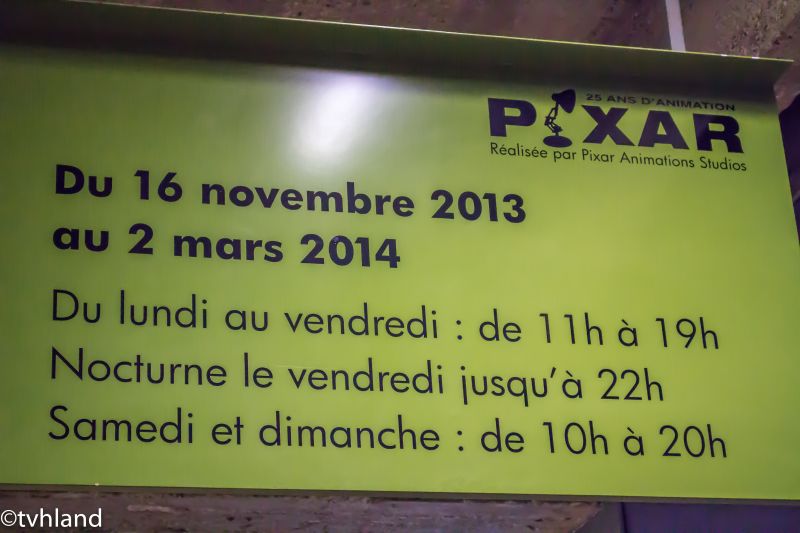 25 ANS D'ANIMATION
PIXAR
Réalisée par Pixar Animations Studios
Du 16 novembre 2013
au 2 mars 2014
Du lundi au vendredi : de 11h à 19h
Nocturne le vendredi jusqu'à 22h
Samedi et dimanche : de 10h à 20h
©tvhland